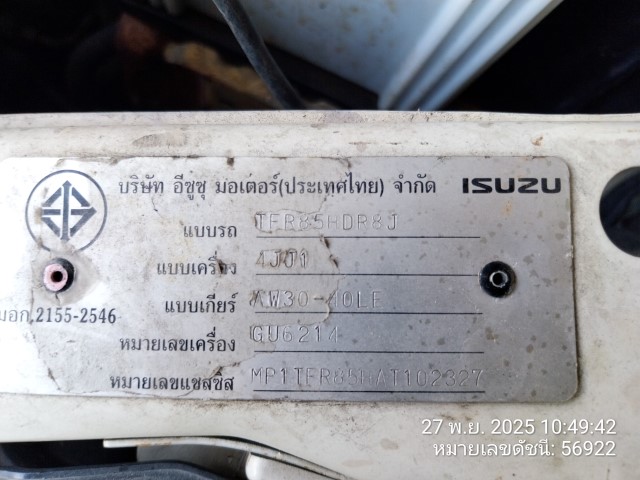 บริษัท อีซูซุ มอเตอร์(ประเทศไทย) จำกัด ISUZU
แบบรถ TFR85HDR8J
แบบเครื่อง 4JJ1
แบบเกียร์ AW30-40LE
มอก.2155-2546
หมายเลขเครื่อง GU6214
หมายเลขแชสซีส MP1TFR85HAT102327
27 พ.ย. 2025 10:49:42
หมายเลขดัชนี: 56922